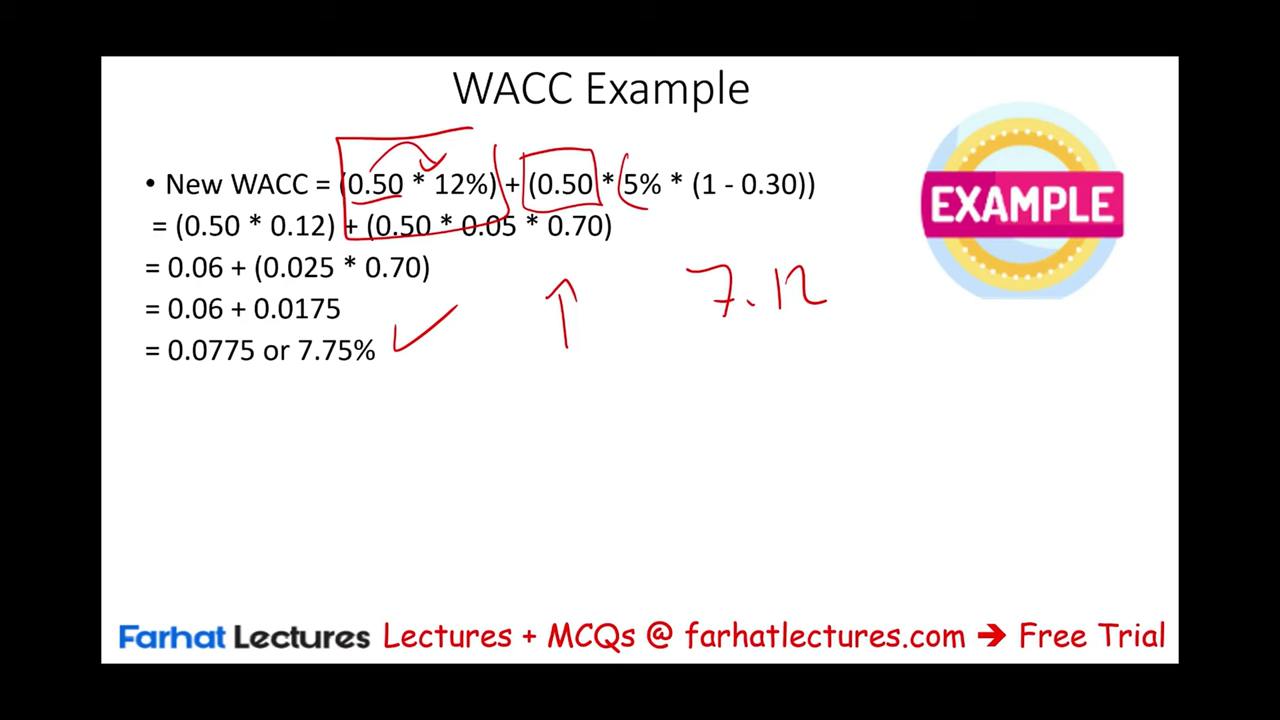 WACC Example
• New WACC = (0.50 * 12%) + (0.50 * 5% * (1 - 0.30))
= (0.50 * 0.12) + (0.50 * 0.05 * 0.70)
= 0.06 + (0.025 * 0.70)
= 0.06 + 0.0175
= 0.0775 or 7.75%
7.12
EXAMPLE
Farhat Lectures Lectures + MCQs @ farhatlectures.com ➔ Free Trial